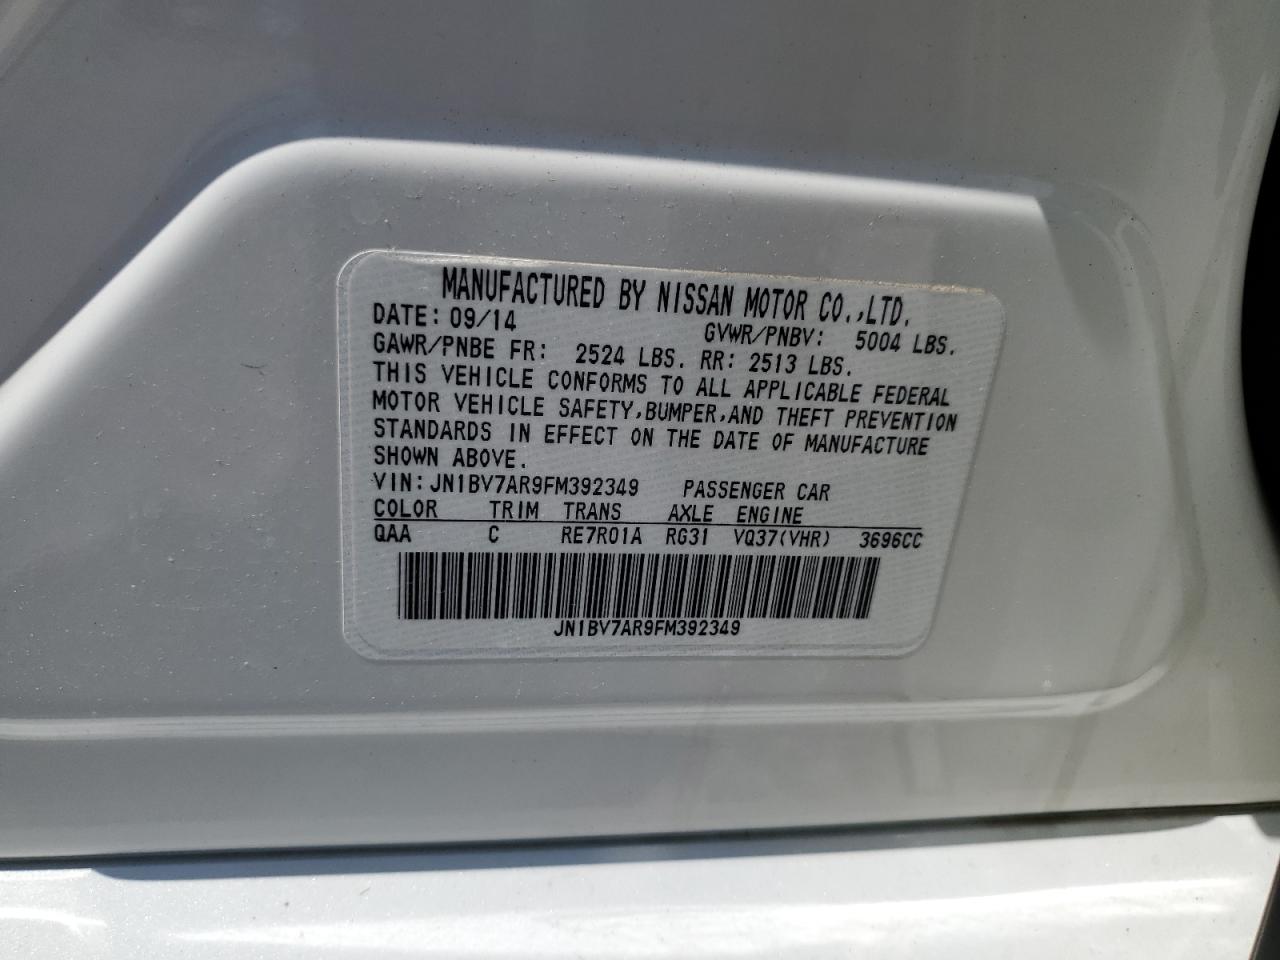 MANUFACTURED BY NISSAN MOTOR CO.,LTD.
DATE: 09/14 GVWR/PNBV: 5004 LBS.
GAWR/PNBE FR: 2524 LBS. RR: 2513 LBS.
THIS VEHICLE CONFORMS TO ALL APPLICABLE FEDERAL
MOTOR VEHICLE SAFETY,BUMPER,AND THEFT PREVENTION
STANDARDS IN EFFECT ON THE DATE OF MANUFACTURE
SHOWN ABOVE.
VIN:JN1BV7AR9FM392349 PASSENGER CAR
COLOR TRIM TRANS AXLE ENGINE
QAA C RE7R01A RG31 VQ37(VHR) 3696CC
JN1BV7AR9FM392349